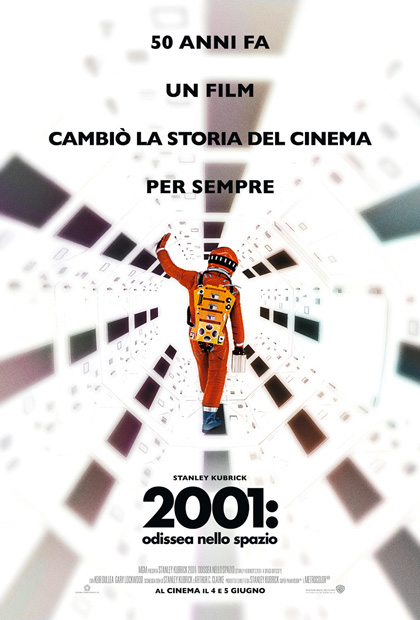 50 ANNI FA
UN FILM
CAMBIÒ LA STORIA DEL CINEMA
PER SEMPRE
STANLEY KUBRICK
2001:
odissea nello spazio
AL CINEMA IL 4 E 5 GIUGNO